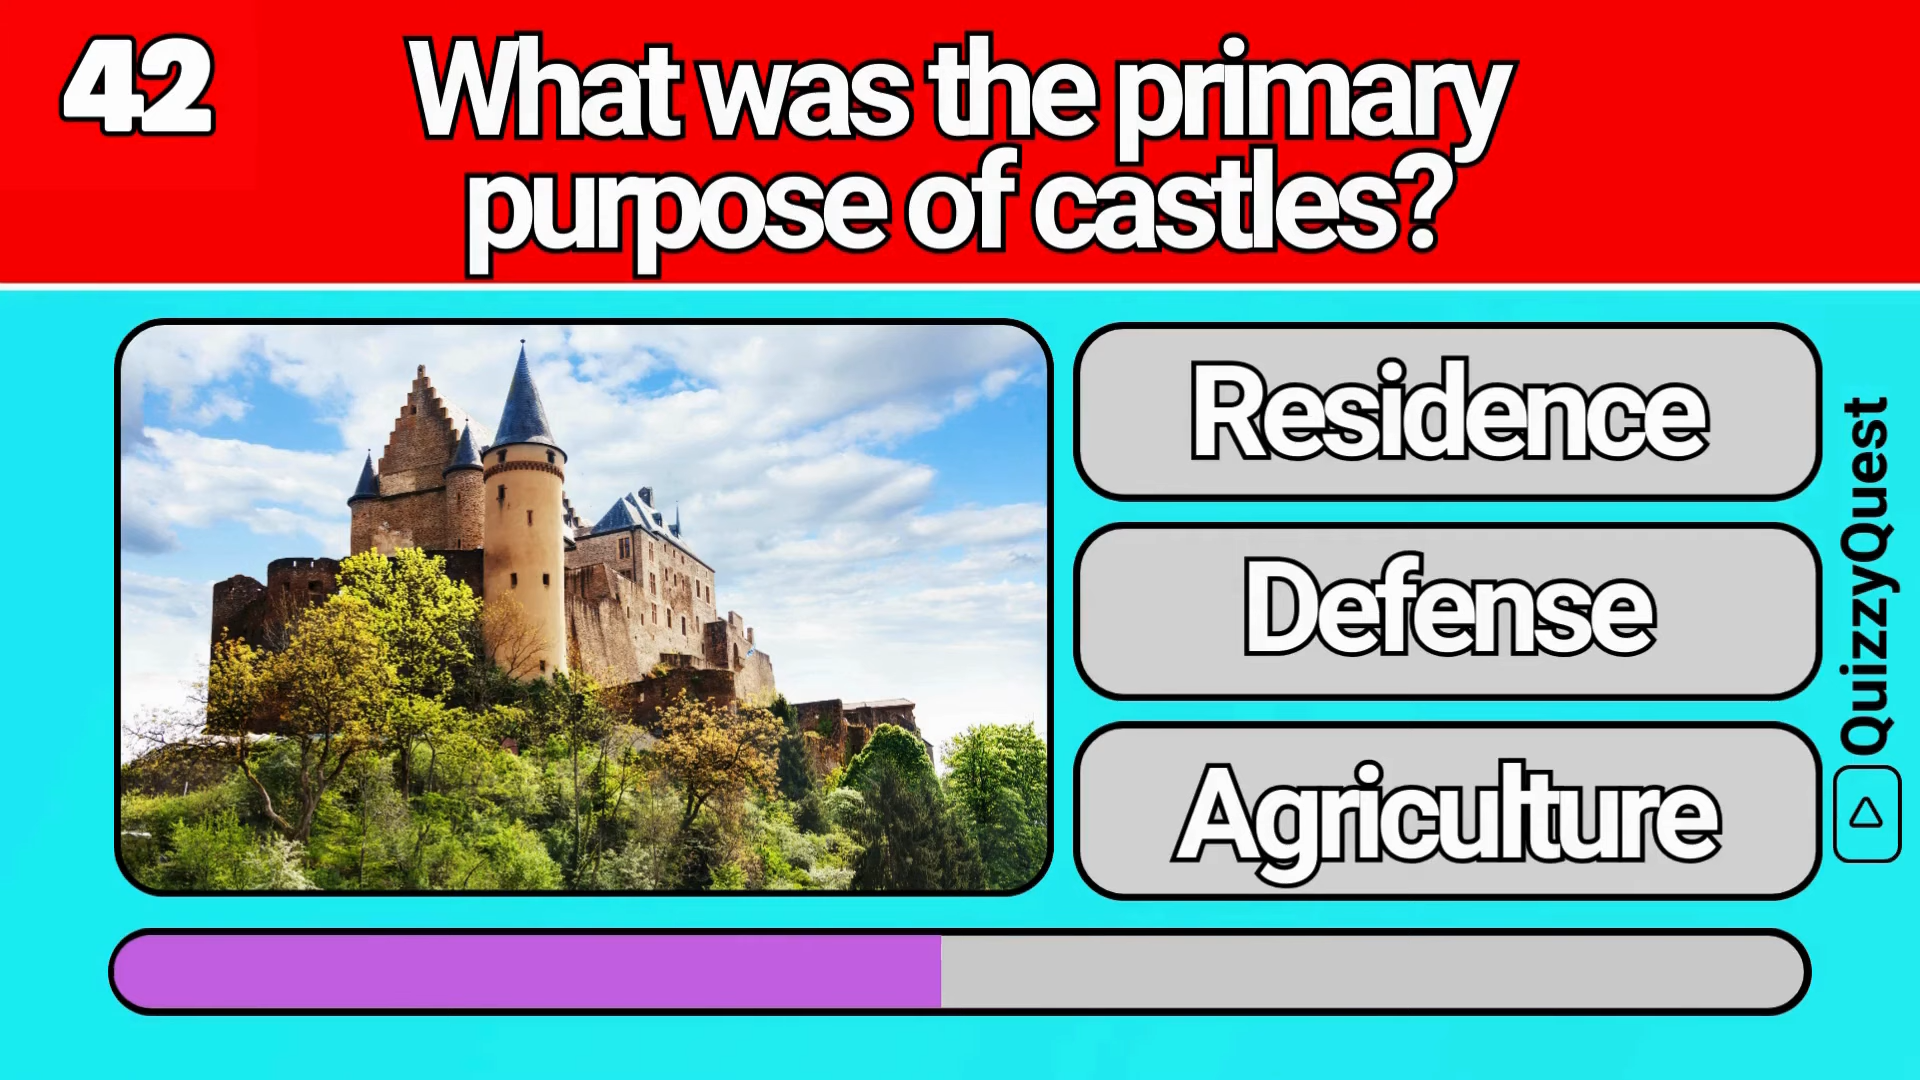 42
What was the primary
purpose of castles?
Residence
Defense
Agriculture
QuizzyQuest